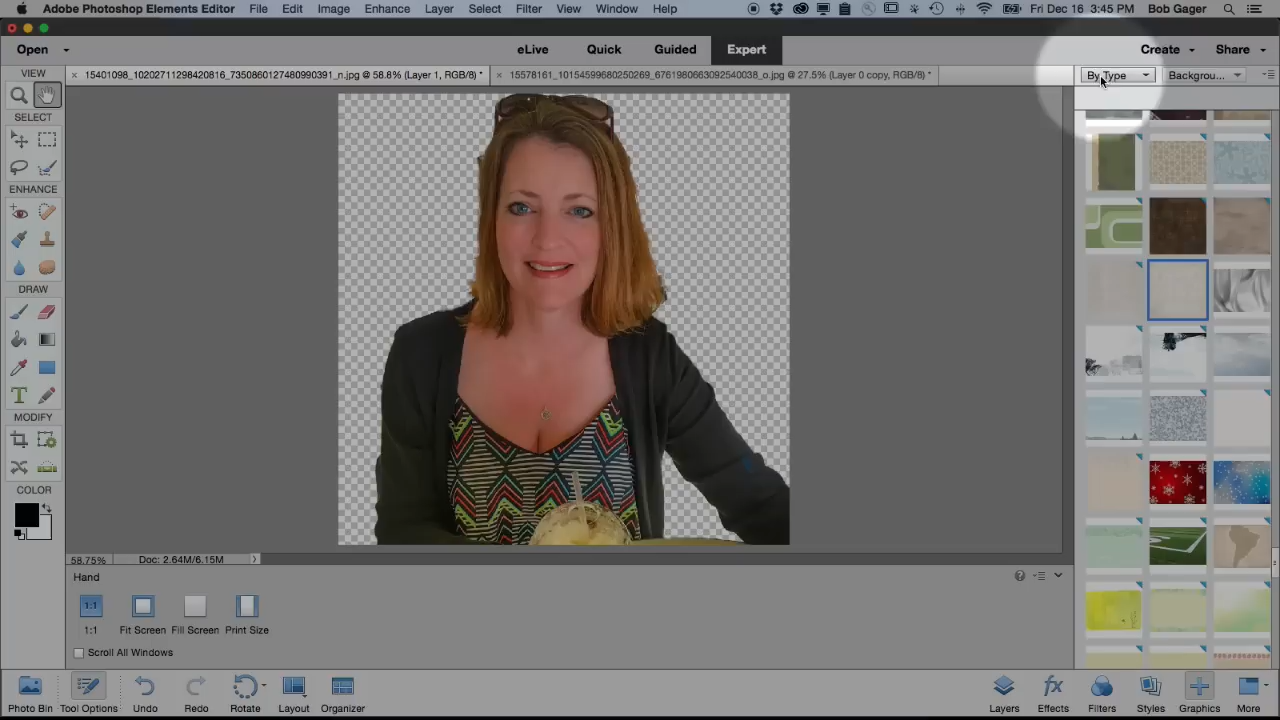 Adobe Photoshop Elements Editor File Edit Image Enhance Layer Select Filter View Window Help Fri Dec 16 3:45 PM Bob Gager
Open eLive Quick Guided Expert Create Share
VIEW 15401098_10202711298420816_7350860127480990391_n.jpg @ 58.8% (Layer 1, RGB/8) * 15578161_10154599680250269_6761980663092540038_o.jpg @ 27.5% (Layer 0 copy, RGB/8) * By Type Backgrou...
SELECT
ENHANCE
DRAW
MODIFY
COLOR
58.75% Doc: 2.64M/6.15M
Hand
1:1
1:1 Fit Screen Fill Screen Print Size
Scroll All Windows
Photo Bin Tool Options Undo Redo Rotate Layout Organizer Layers Effects Filters Styles Graphics More